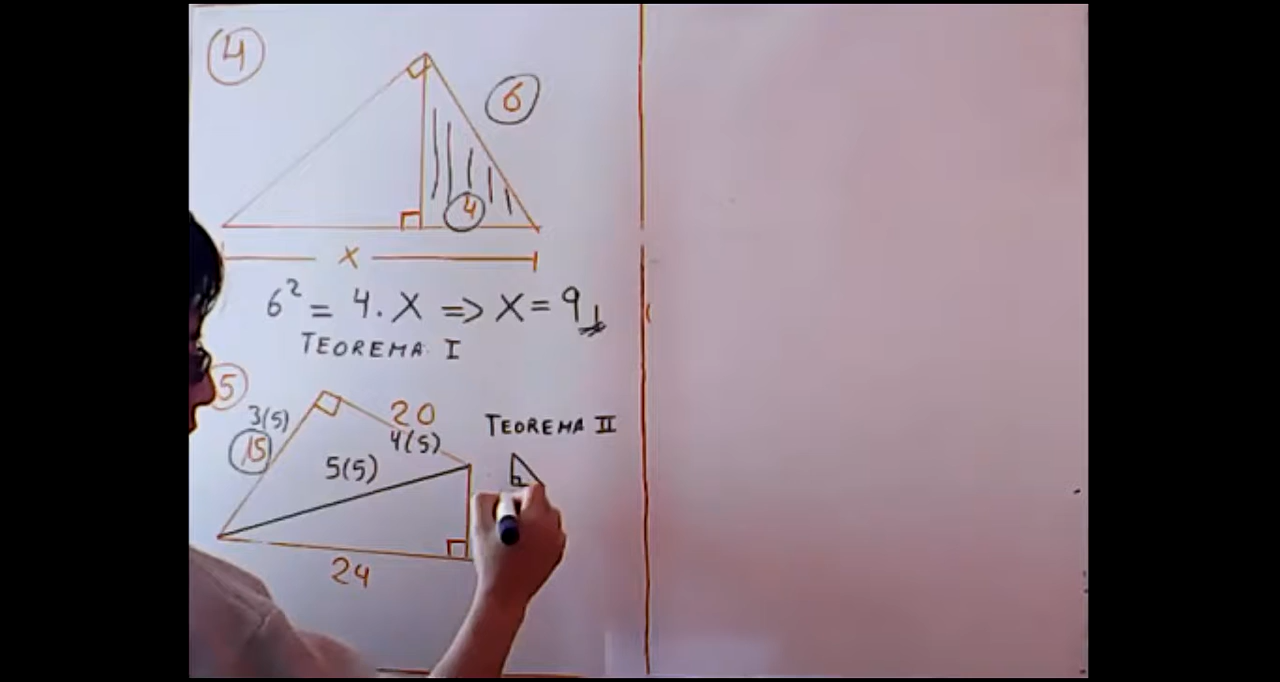 4
6
4
x
6² = 4 . X => X = 9
TEOREMA I
5
3(5)
20
TEOREMA II
15
4(5)
5(5)
24